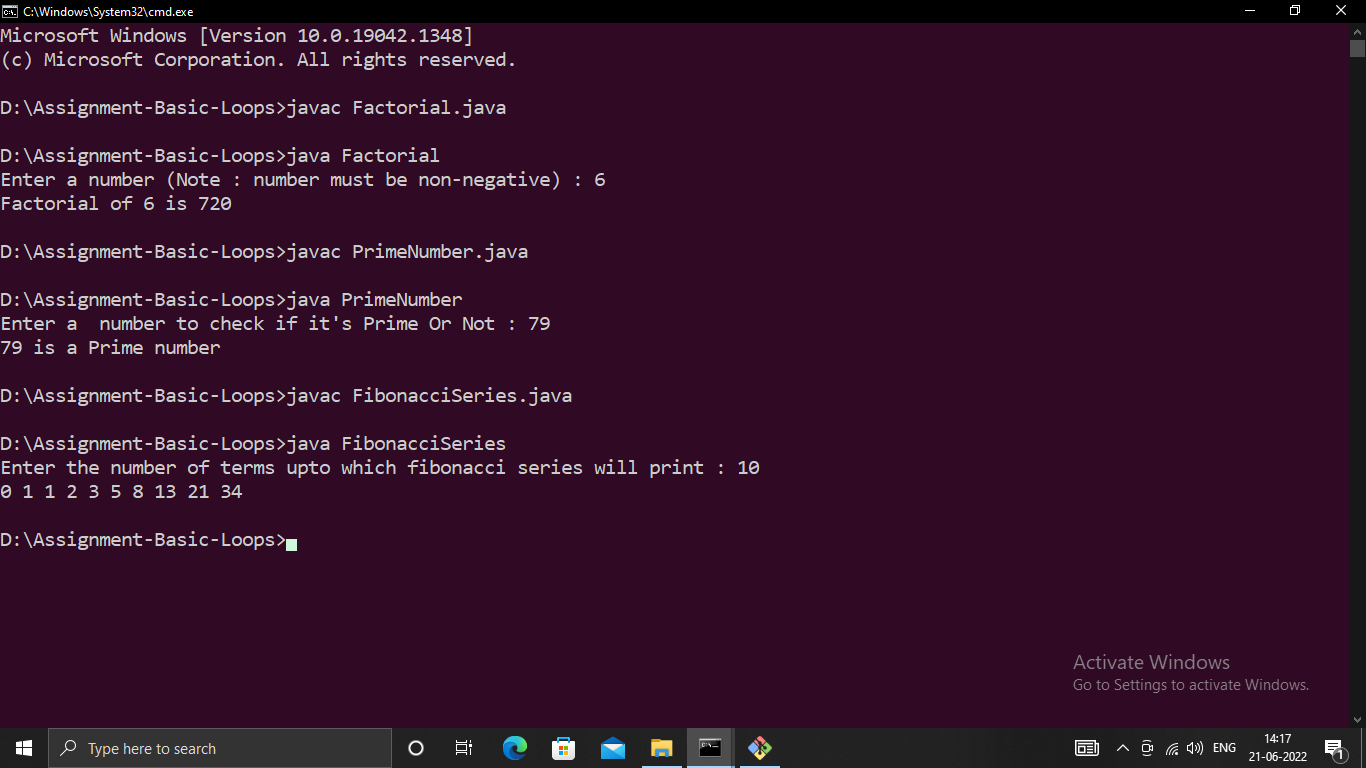 C:\Windows\System32\cmd.exe
Microsoft Windows [Version 10.0.19042.1348]
(c) Microsoft Corporation. All rights reserved.
D:\Assignment-Basic-Loops>javac Factorial.java
D:\Assignment-Basic-Loops>java Factorial
Enter a number (Note : number must be non-negative) : 6
Factorial of 6 is 720
D:\Assignment-Basic-Loops>javac PrimeNumber.java
D:\Assignment-Basic-Loops>java PrimeNumber
Enter a  number to check if it's Prime Or Not : 79
79 is a Prime number
D:\Assignment-Basic-Loops>javac FibonacciSeries.java
D:\Assignment-Basic-Loops>java FibonacciSeries
Enter the number of terms upto which fibonacci series will print : 10
0 1 1 2 3 5 8 13 21 34
D:\Assignment-Basic-Loops>
Activate Windows
Go to Settings to activate Windows.
Type here to search
ENG
14:17
21-06-2022
1